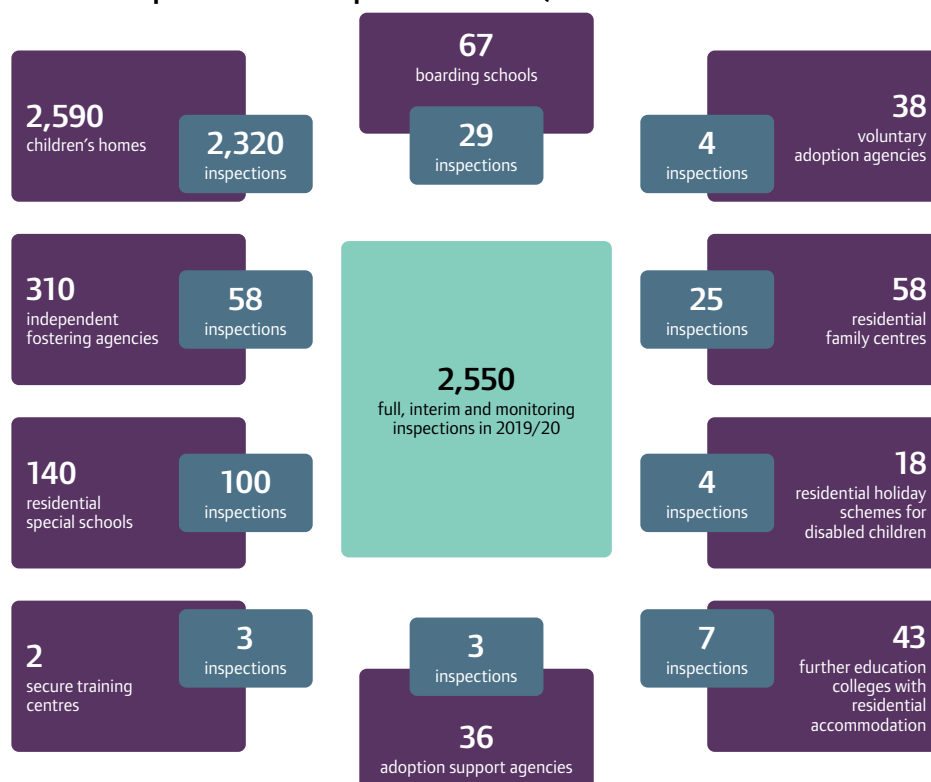 67
boarding schools
29
inspections
2,590
children’s homes
2,320
inspections
38
voluntary
adoption agencies
4
inspections
310
independent
fostering agencies
58
inspections
2,550
full, interim and monitoring
inspections in 2019/20
25
inspections
58
residential
family centres
140
residential
special schools
100
inspections
4
inspections
18
residential holiday
schemes for
disabled children
2
secure training
centres
3
inspections
3
inspections
36
adoption support agencies
7
inspections
43
further education
colleges with
residential
accommodation